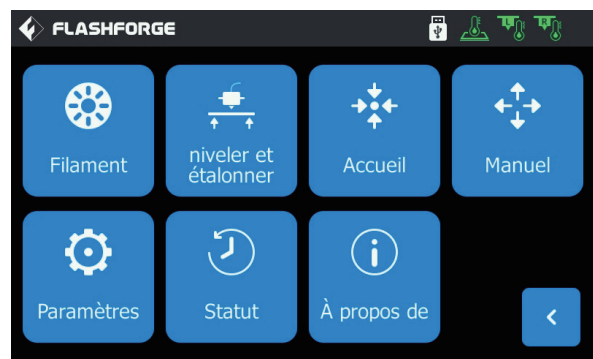 FLASHFORGE
L R
Filament
niveler et
étalonner
Accueil
Manuel
Paramètres
Statut
À propos de